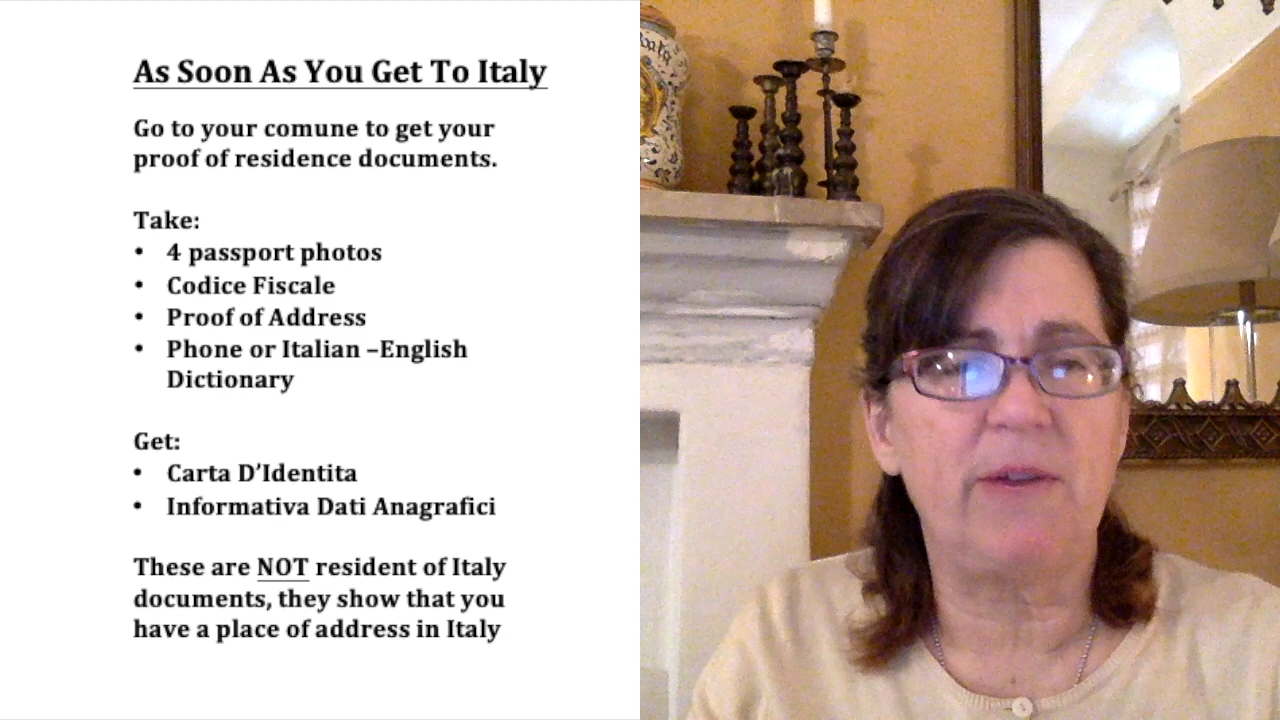 As Soon As You Get To Italy
Go to your comune to get your
proof of residence documents.
Take:
• 4 passport photos
• Codice Fiscale
• Proof of Address
• Phone or Italian –English
Dictionary
Get:
• Carta D’Identita
• Informativa Dati Anagrafici
These are NOT resident of Italy
documents, they show that you
have a place of address in Italy